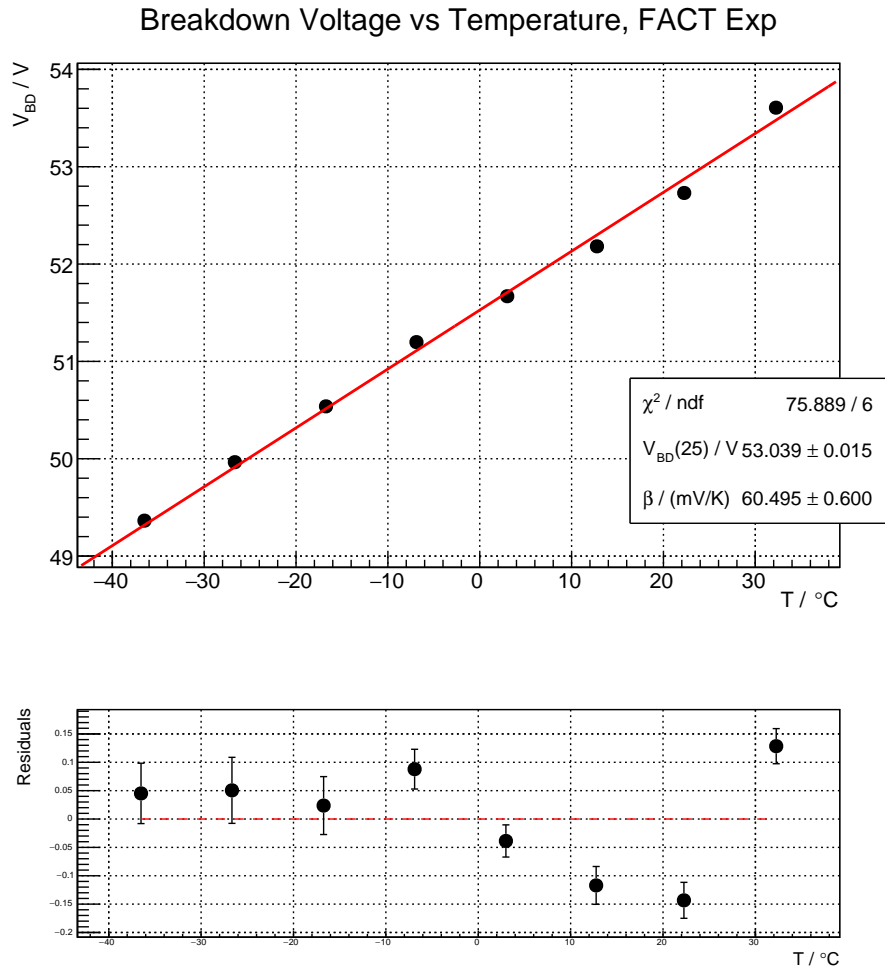 Breakdown Voltage vs Temperature, FACT Exp
V_BD / V
54
53
52
51
50
49
χ² / ndf 75.889 / 6
V_BD(25) / V 53.039 ± 0.015
β / (mV/K) 60.495 ± 0.600
−40 −30 −20 −10 0 10 20 30
T / °C
Residuals
0.15
0.1
0.05
0
−0.05
−0.1
−0.15
−0.2
−40 −30 −20 −10 0 10 20 30
T / °C